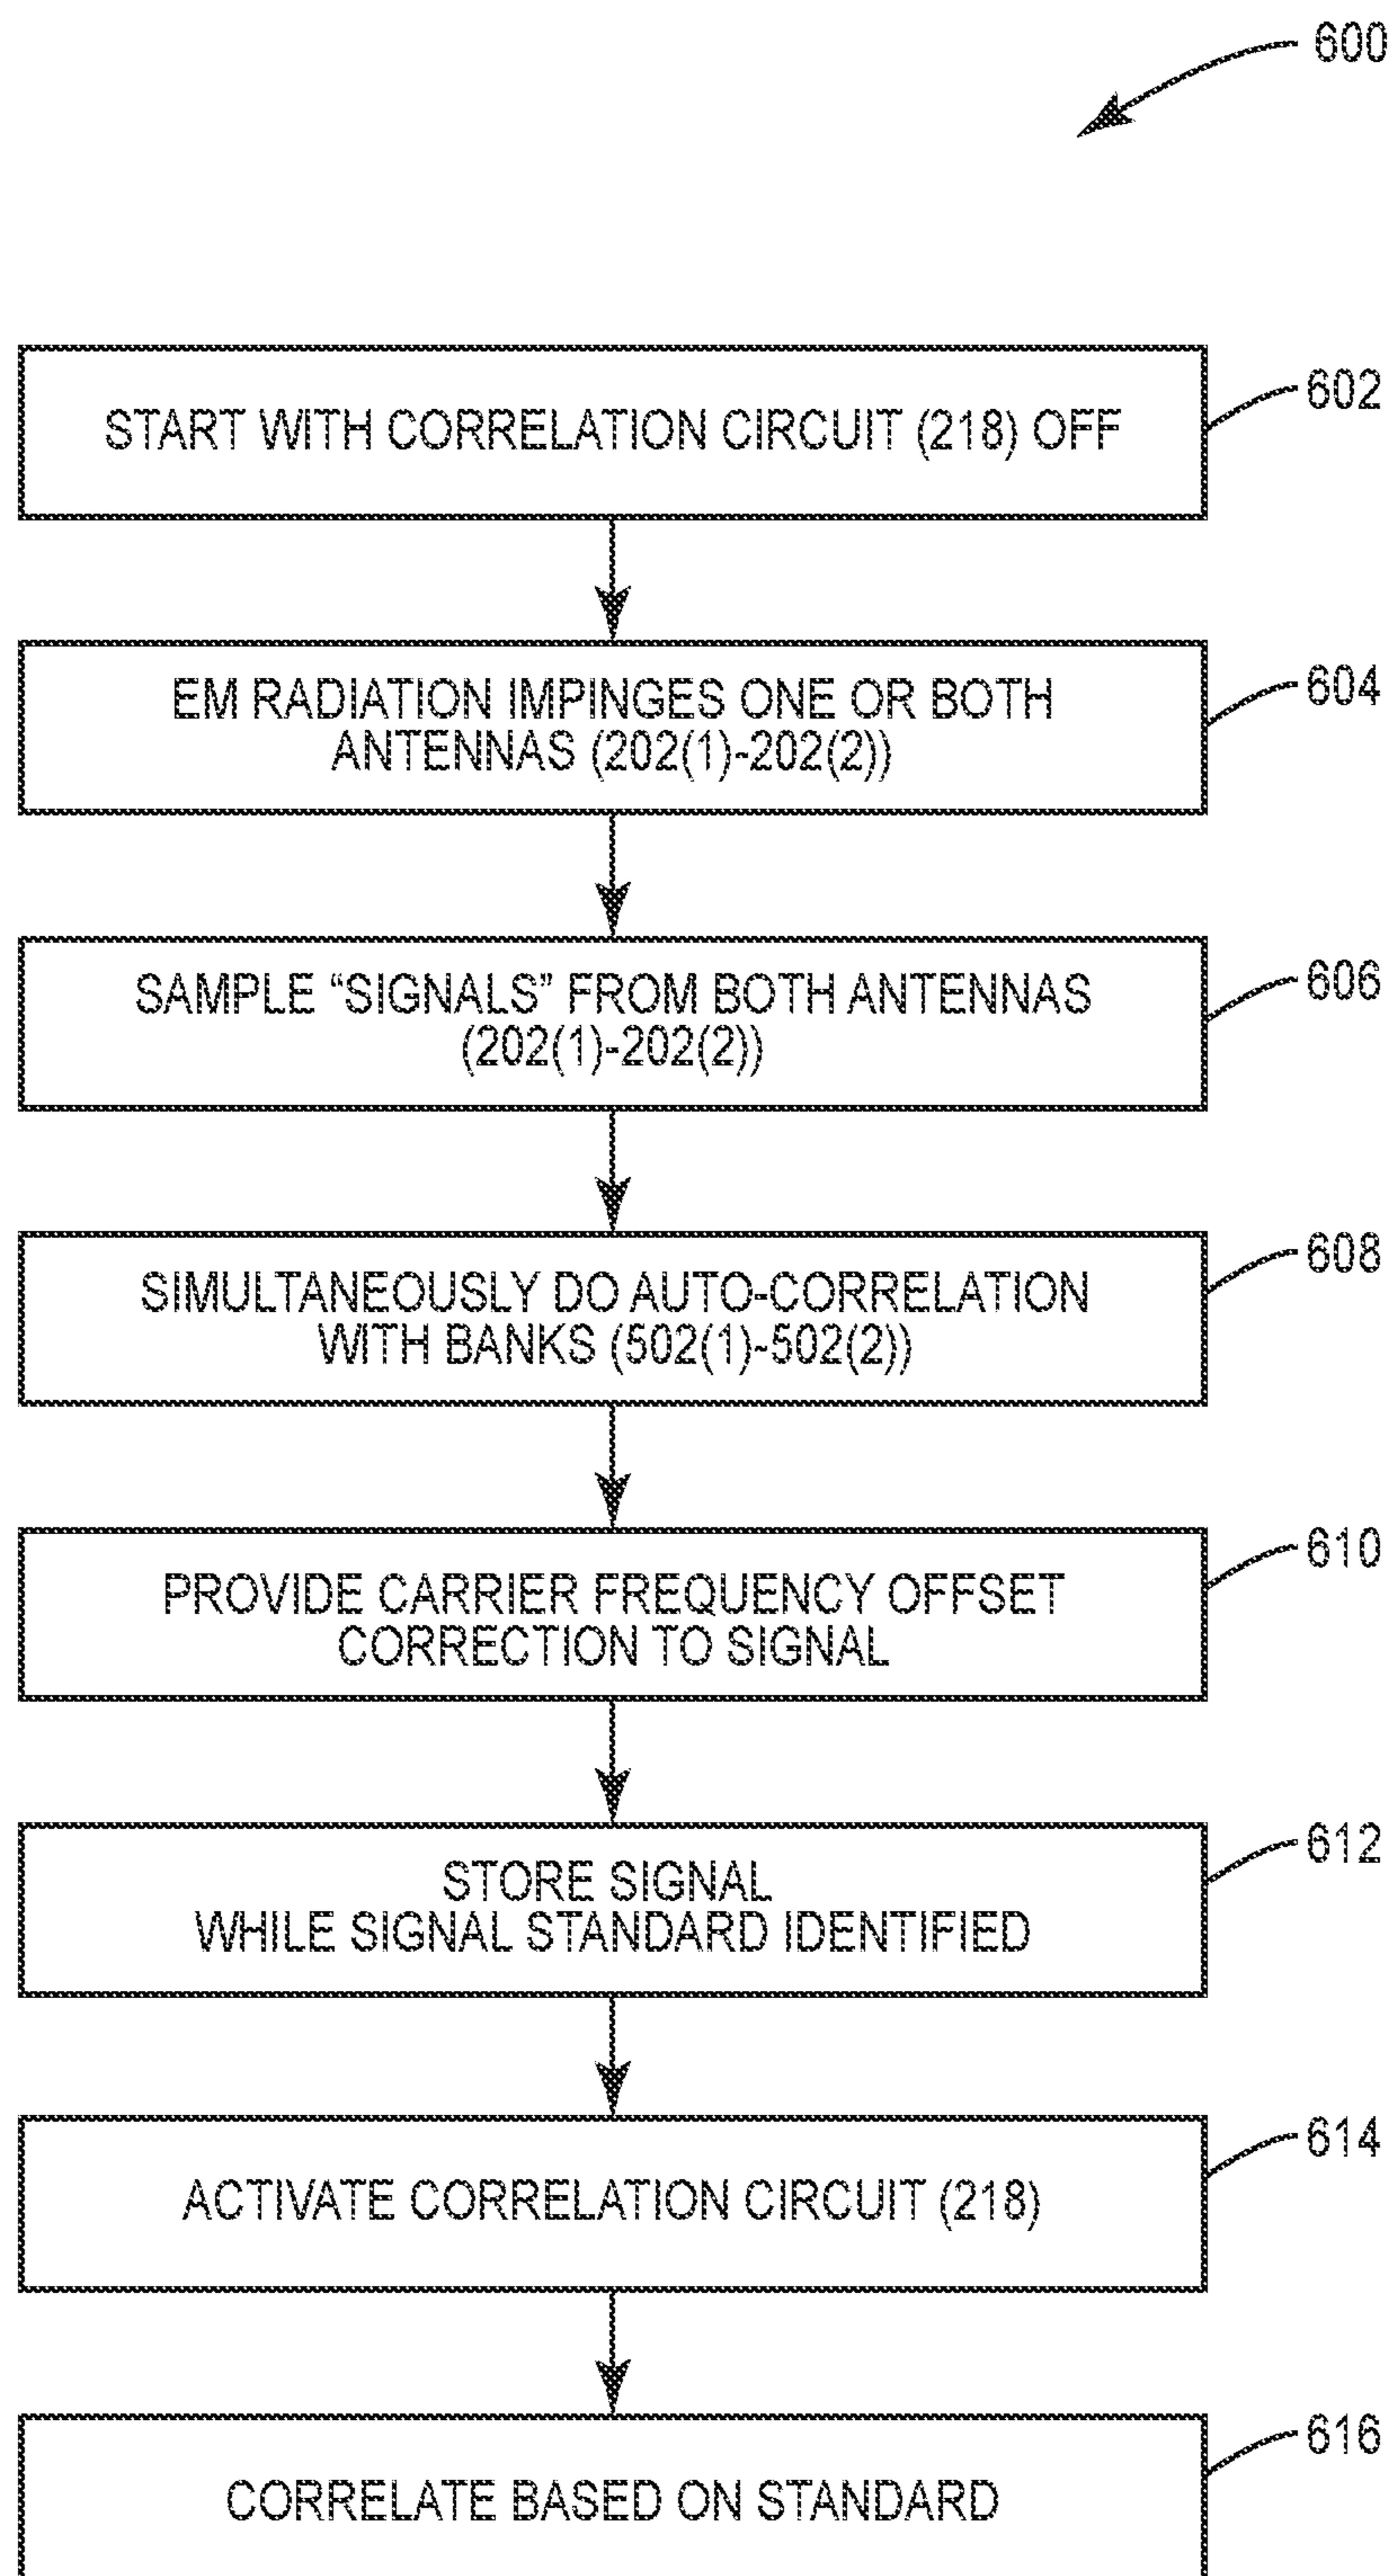 600
START WITH CORRELATION CIRCUIT (218) OFF
602
EM RADIATION IMPINGES ONE OR BOTH
ANTENNAS (202(1)-202(2))
604
SAMPLE “SIGNALS” FROM BOTH ANTENNAS
(202(1)-202(2))
606
SIMULTANEOUSLY DO AUTO-CORRELATION
WITH BANKS (502(1)-502(2))
608
PROVIDE CARRIER FREQUENCY OFFSET
CORRECTION TO SIGNAL
610
STORE SIGNAL
WHILE SIGNAL STANDARD IDENTIFIED
612
ACTIVATE CORRELATION CIRCUIT (218)
614
CORRELATE BASED ON STANDARD
616